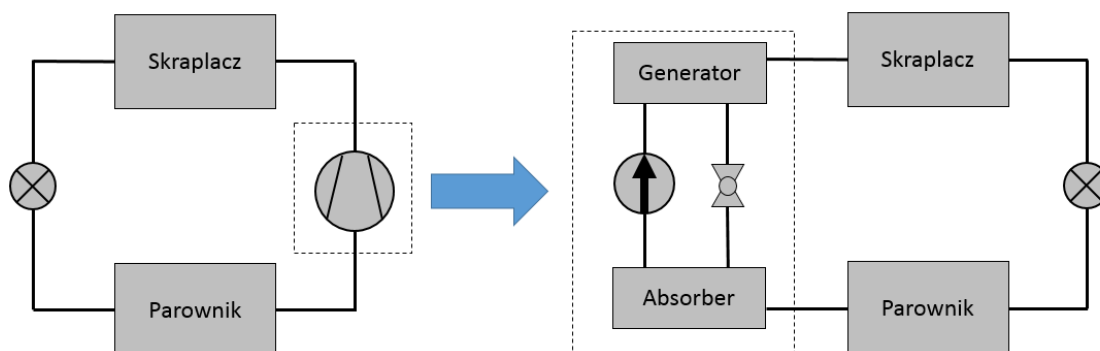 Skraplacz
Parownik
Generator
Absorber
Skraplacz
Parownik